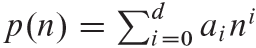 p(n) = ∑_{i=0}^{d} a_i n^i